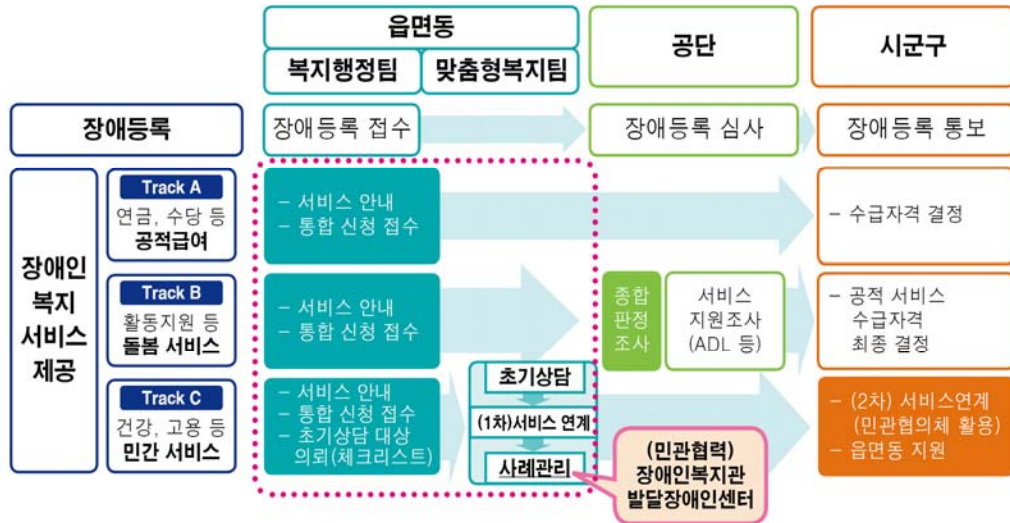 읍면동
공단
시군구
복지행정팀
맞춤형복지팀
장애등록
장애등록 접수
장애등록 심사
장애등록 통보
장애인
복지
서비스
제공
Track A
연금, 수당 등
공적급여
– 서비스 안내
– 통합 신청 접수
– 수급자격 결정
Track B
활동지원 등
돌봄 서비스
– 서비스 안내
– 통합 신청 접수
종합
판정
조사
서비스
지원조사
(ADL 등)
– 공적 서비스
수급자격
최종 결정
Track C
건강, 고용 등
민간 서비스
– 서비스 안내
– 통합 신청 접수
– 초기상담 대상
의뢰(체크리스트)
초기상담
(1차)서비스 연계
사례관리
(민관협력)
장애인복지관
발달장애인센터
– (2차) 서비스연계
(민관협의체 활용)
– 읍면동 지원